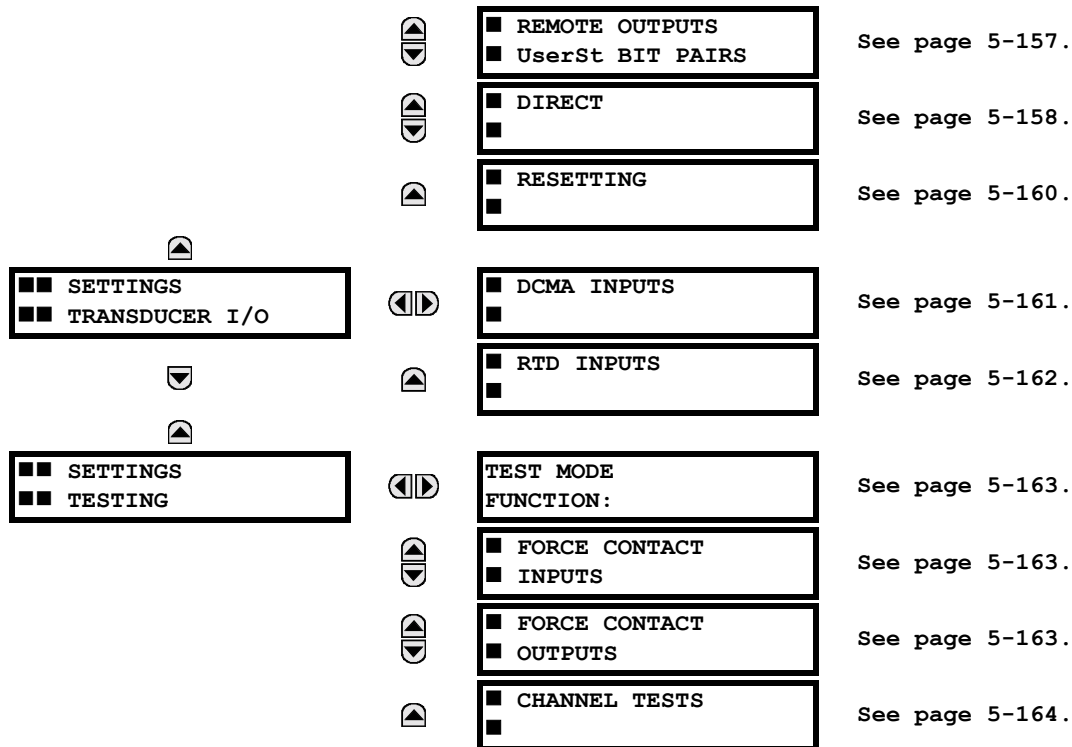 ■ REMOTE OUTPUTS
■ UserSt BIT PAIRS
See page 5-157.
■ DIRECT
■
See page 5-158.
■ RESETTING
■
See page 5-160.
■■ SETTINGS
■■ TRANSDUCER I/O
■ DCMA INPUTS
■
See page 5-161.
■ RTD INPUTS
■
See page 5-162.
■■ SETTINGS
■■ TESTING
TEST MODE
FUNCTION:
See page 5-163.
■ FORCE CONTACT
■ INPUTS
See page 5-163.
■ FORCE CONTACT
■ OUTPUTS
See page 5-163.
■ CHANNEL TESTS
■
See page 5-164.